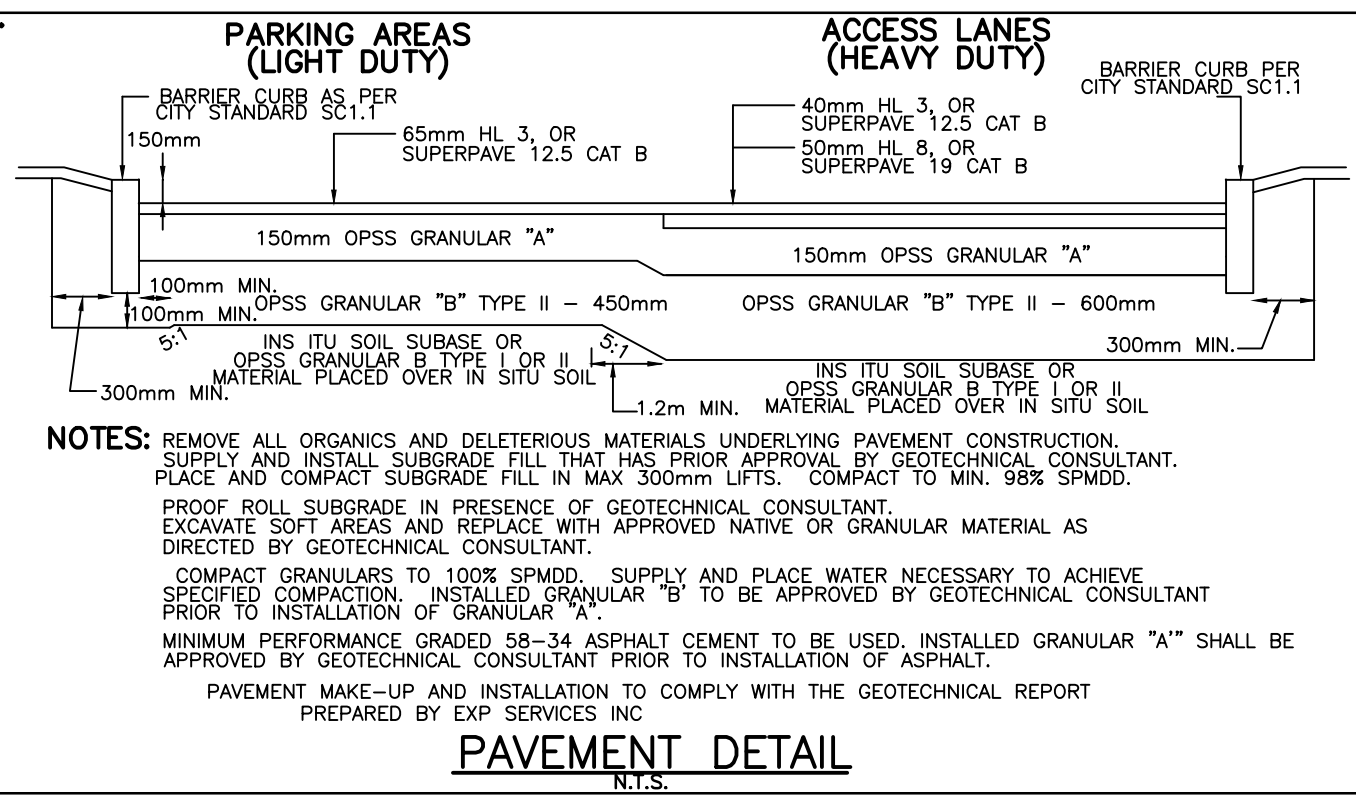 PARKING AREAS
(LIGHT DUTY)
ACCESS LANES
(HEAVY DUTY)
BARRIER CURB AS PER
CITY STANDARD SC1.1
150mm
65mm HL 3, OR
SUPERPAVE 12.5 CAT B
40mm HL 3, OR
SUPERPAVE 12.5 CAT B
50mm HL 8, OR
SUPERPAVE 19 CAT B
BARRIER CURB PER
CITY STANDARD SC1.1
150mm OPSS GRANULAR "A"
150mm OPSS GRANULAR "A"
100mm MIN.
100mm MIN.
OPSS GRANULAR "B" TYPE II – 450mm
OPSS GRANULAR "B" TYPE II – 600mm
5:1
INS ITU SOIL SUBASE OR
OPSS GRANULAR B TYPE I OR II
MATERIAL PLACED OVER IN SITU SOIL
5:1
300mm MIN.
300mm MIN.
1.2m MIN.
INS ITU SOIL SUBASE OR
OPSS GRANULAR B TYPE I OR II
MATERIAL PLACED OVER IN SITU SOIL
NOTES: REMOVE ALL ORGANICS AND DELETERIOUS MATERIALS UNDERLYING PAVEMENT CONSTRUCTION.
SUPPLY AND INSTALL SUBGRADE FILL THAT HAS PRIOR APPROVAL BY GEOTECHNICAL CONSULTANT.
PLACE AND COMPACT SUBGRADE FILL IN MAX 300mm LIFTS. COMPACT TO MIN. 98% SPMDD.
PROOF ROLL SUBGRADE IN PRESENCE OF GEOTECHNICAL CONSULTANT.
EXCAVATE SOFT AREAS AND REPLACE WITH APPROVED NATIVE OR GRANULAR MATERIAL AS
DIRECTED BY GEOTECHNICAL CONSULTANT.
COMPACT GRANULARS TO 100% SPMDD. SUPPLY AND PLACE WATER NECESSARY TO ACHIEVE
SPECIFIED COMPACTION. INSTALLED GRANULAR "B' TO BE APPROVED BY GEOTECHNICAL CONSULTANT
PRIOR TO INSTALLATION OF GRANULAR "A".
MINIMUM PERFORMANCE GRADED 58–34 ASPHALT CEMENT TO BE USED. INSTALLED GRANULAR "A'" SHALL BE
APPROVED BY GEOTECHNICAL CONSULTANT PRIOR TO INSTALLATION OF ASPHALT.
PAVEMENT MAKE–UP AND INSTALLATION TO COMPLY WITH THE GEOTECHNICAL REPORT
PREPARED BY EXP SERVICES INC
PAVEMENT DETAIL
N.T.S.